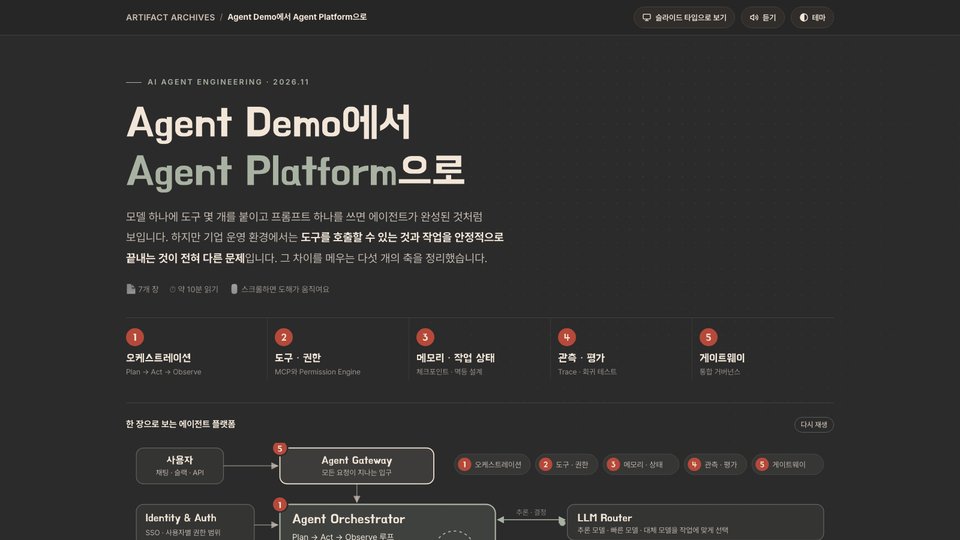 ARTIFACT ARCHIVES / Agent Demo에서 Agent Platform으로
슬라이드 타입으로 보기
듣기
테마
AI AGENT ENGINEERING · 2026.11
Agent Demo에서
Agent Platform으로
모델 하나에 도구 몇 개를 붙이고 프롬프트 하나를 쓰면 에이전트가 완성된 것처럼
보입니다. 하지만 기업 운영 환경에서는 도구를 호출할 수 있는 것과 작업을 안정적으로
끝내는 것이 전혀 다른 문제입니다. 그 차이를 메우는 다섯 개의 축을 정리했습니다.
7개 장
약 10분 읽기
스크롤하면 도해가 움직여요
1
오케스트레이션
Plan → Act → Observe
2
도구 · 권한
MCP와 Permission Engine
3
메모리 · 작업 상태
체크포인트 · 멱등 설계
4
관측 · 평가
Trace · 회귀 테스트
5
게이트웨이
통합 거버넌스
한 장으로 보는 에이전트 플랫폼
다시 재생
사용자
채팅 · 슬랙 · API
5
Agent Gateway
모든 요청이 지나는 입구
1 오케스트레이션
2 도구 · 권한
3 메모리 · 상태
4 관측 · 평가
5 게이트웨이
Identity & Auth
SSO · 사용자별 권한 범위
1
Agent Orchestrator
Plan → Act → Observe 루프
추론 · 결정
LLM Router
추론 모델 · 빠른 모델 · 대체 모델을 작업에 맞게 선택